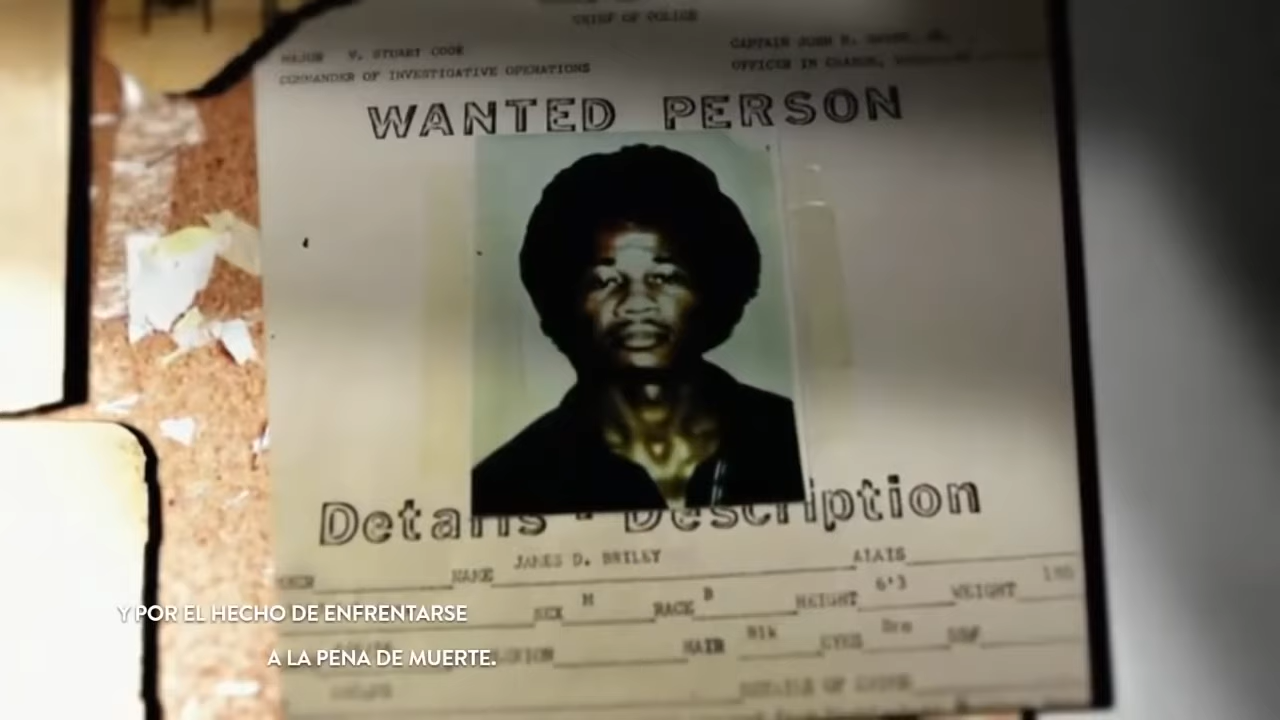 CHIEF OF POLICE
MAJOR V. STUART COOK
COMMANDER OF INVESTIGATIVE OPERATIONS
CAPTAIN JOHN
OFFICER IN CHARGE,
WANTED PERSON
Details - Description
NAME JAMES D. BRILEY ALAIS
SEX M RACE B HEIGHT 6'3 WEIGHT
HAIR Blk EYES Brn
Y POR EL HECHO DE ENFRENTARSE
A LA PENA DE MUERTE.